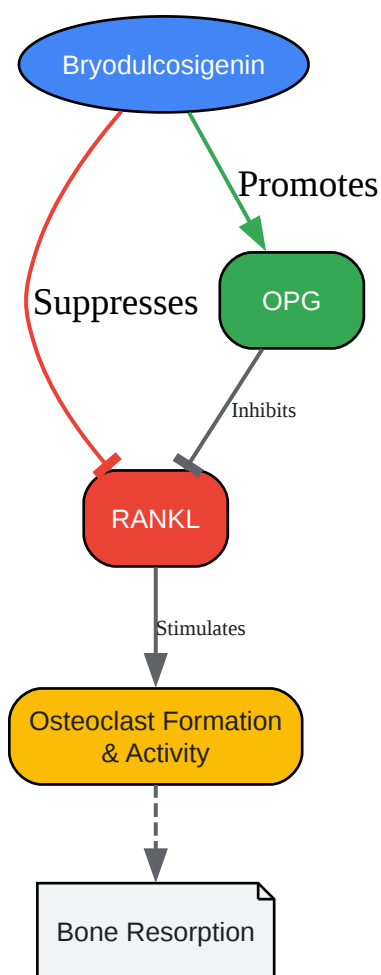 Bryodulcosigenin
Promotes
OPG
Suppresses
Inhibits
RANKL
Stimulates
Osteoclast Formation
& Activity
Bone Resorption